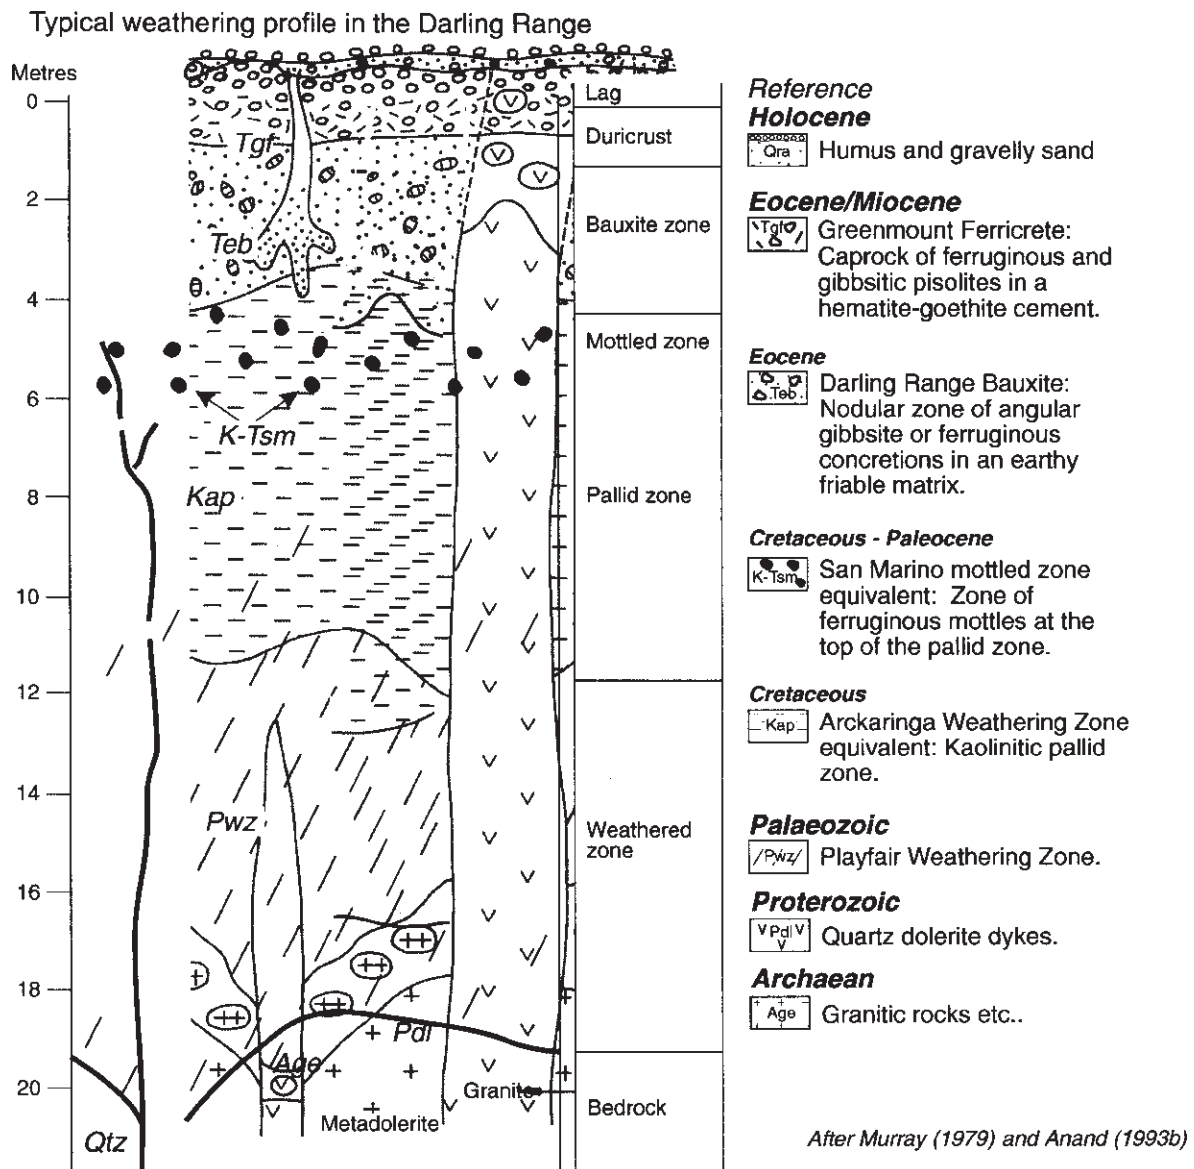 Typical weathering profile in the Darling Range
Metres
0
2
4
6
8
10
12
14
16
18
20
Tgf
Teb
K-Tsm
Kap
Pwz
Pdl
Age
Granite
Metadolerite
Qtz
Lag
Duricrust
Bauxite zone
Mottled zone
Pallid zone
Weathered
zone
Bedrock
Reference
Holocene
Qra Humus and gravelly sand
Eocene/Miocene
Tgf Greenmount Ferricrete:
Caprock of ferruginous and
gibbsitic pisolites in a
hematite-goethite cement.
Eocene
Teb Darling Range Bauxite:
Nodular zone of angular
gibbsite or ferruginous
concretions in an earthy
friable matrix.
Cretaceous - Paleocene
K-Tsm San Marino mottled zone
equivalent: Zone of
ferruginous mottles at the
top of the pallid zone.
Cretaceous
Kap Arckaringa Weathering Zone
equivalent: Kaolinitic pallid
zone.
Palaeozoic
Pwz Playfair Weathering Zone.
Proterozoic
Pdl Quartz dolerite dykes.
Archaean
Age Granitic rocks etc..
After Murray (1979) and Anand (1993b)